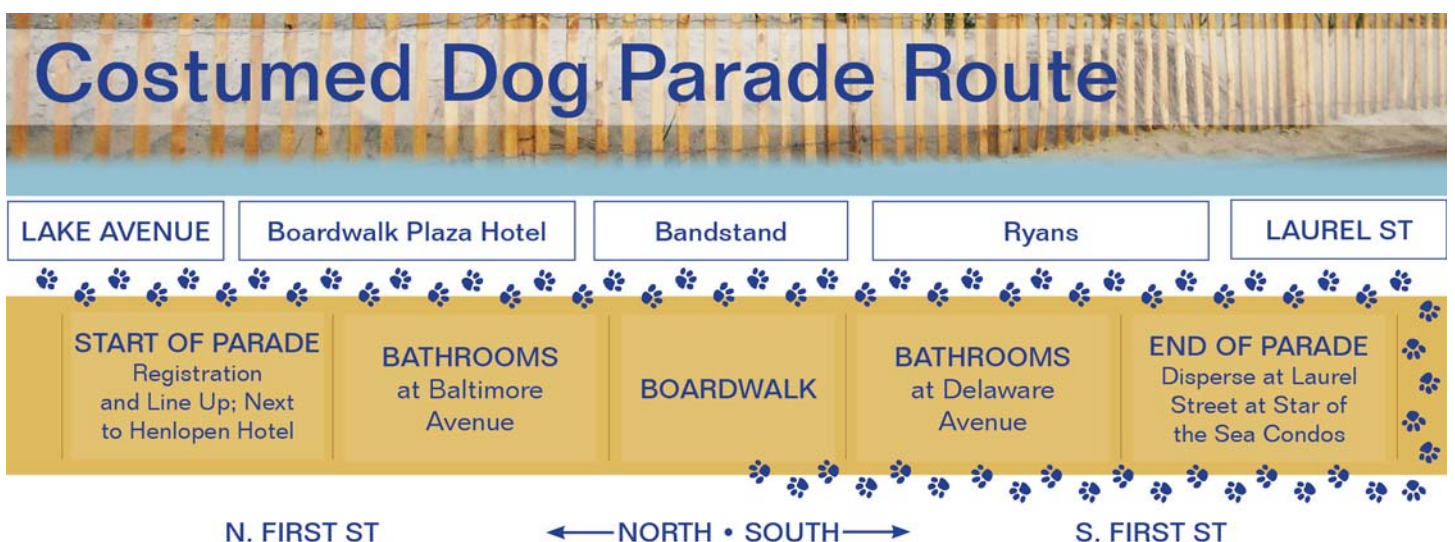 Costumed Dog Parade Route
LAKE AVENUE
Boardwalk Plaza Hotel
Bandstand
Ryans
LAUREL ST
START OF PARADE
Registration
and Line Up; Next
to Henlopen Hotel
BATHROOMS
at Baltimore
Avenue
BOARDWALK
BATHROOMS
at Delaware
Avenue
END OF PARADE
Disperse at Laurel
Street at Star of
the Sea Condos
N. FIRST ST
NORTH • SOUTH
S. FIRST ST